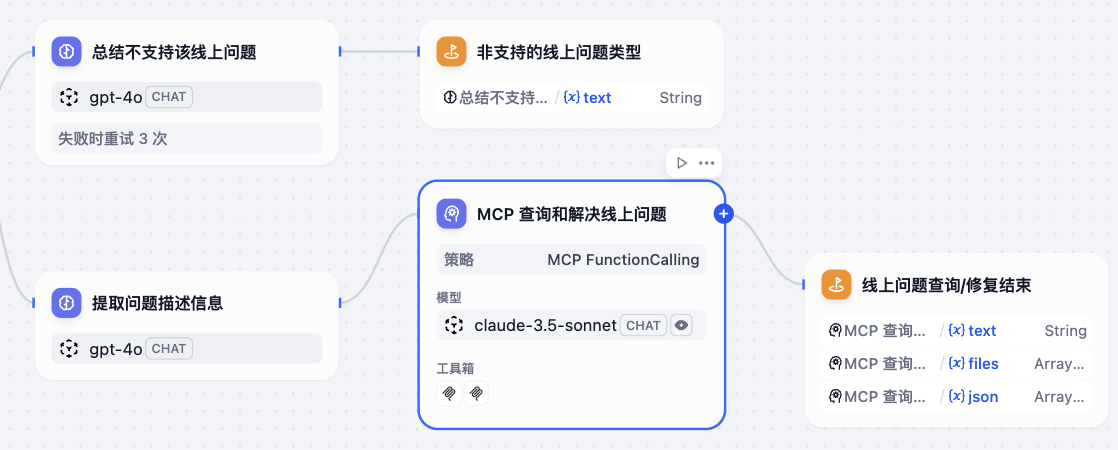 总结不支持该线上问题
gpt-4o CHAT
失败时重试 3 次
非支持的线上问题类型
总结不支持... / {x} text String
MCP 查询和解决线上问题
策略 MCP FunctionCalling
模型
claude-3.5-sonnet CHAT
工具箱
提取问题描述信息
gpt-4o CHAT
线上问题查询/修复结束
MCP 查询... / {x} text String
MCP 查询... / {x} files Array...
MCP 查询... / {x} json Array...